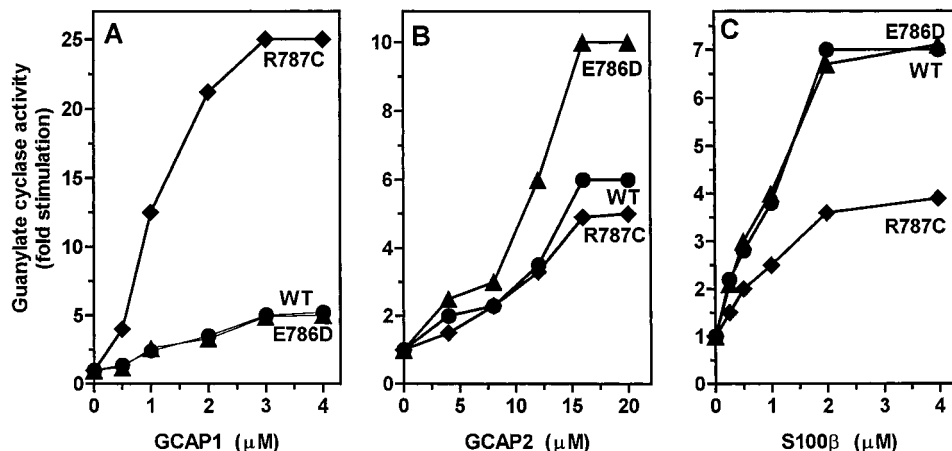 Guanylate cyclase activity
(fold stimulation)
A
25
20
15
10
5
0
R787C
WT
E786D
0 1 2 3 4
GCAP1 (μM)
B
10
8
6
4
2
0
E786D
WT
R787C
0 5 10 15 20
GCAP2 (μM)
C
7
6
5
4
3
2
1
0
E786D
WT
R787C
0 1 2 3 4
S100β (μM)